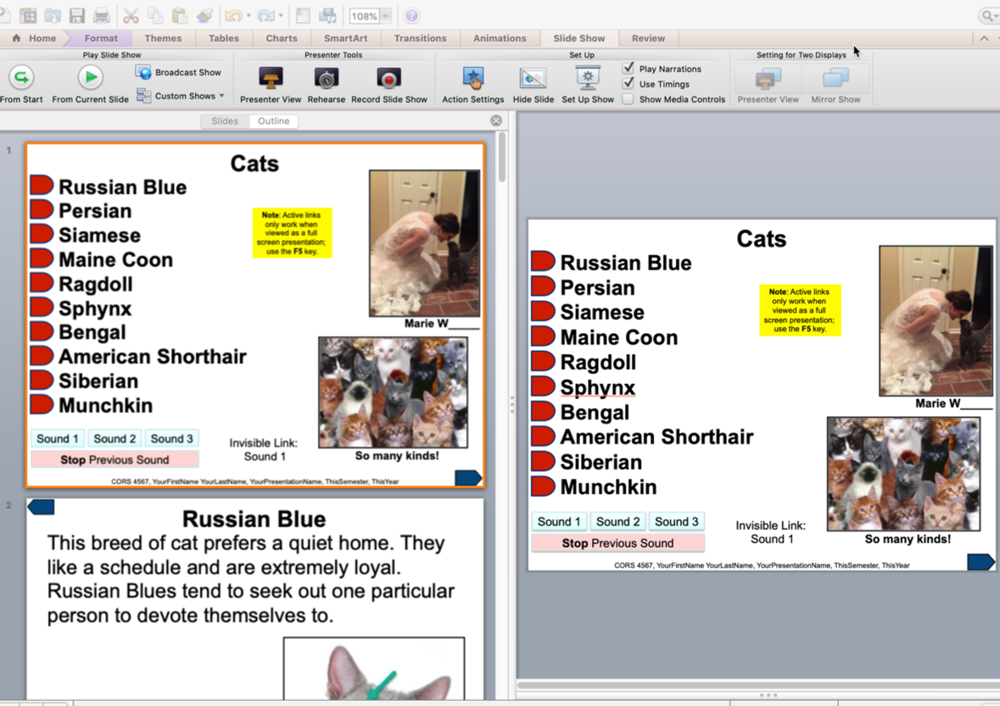 108%
Home Format Themes Tables Charts SmartArt Transitions Animations Slide Show Review
Play Slide Show Presenter Tools Set Up Setting for Two Displays
From Start
From Current Slide
Broadcast Show
Custom Shows
Presenter View
Rehearse
Record Slide Show
Action Settings
Hide Slide
Set Up Show
Play Narrations
Use Timings
Show Media Controls
Presenter View
Mirror Show
Slides Outline
1
Cats
Russian Blue
Persian
Siamese
Maine Coon
Ragdoll
Sphynx
Bengal
American Shorthair
Siberian
Munchkin
Note: Active links
only work when
viewed as a full
screen presentation;
use the F5 key.
Marie W_____
So many kinds!
Sound 1 Sound 2 Sound 3
Stop Previous Sound
Invisible Link:
Sound 1
CORS 4567, YourFirstName YourLastName, YourPresentationName, ThisSemester, ThisYear
2
Russian Blue
This breed of cat prefers a quiet home. They
like a schedule and are extremely loyal.
Russian Blues tend to seek out one particular
person to devote themselves to.
Cats
Russian Blue
Persian
Siamese
Maine Coon
Ragdoll
Sphynx
Bengal
American Shorthair
Siberian
Munchkin
Note: Active links
only work when
viewed as a full
screen presentation;
use the F5 key.
Marie W_____
So many kinds!
Sound 1 Sound 2 Sound 3
Stop Previous Sound
Invisible Link:
Sound 1
CORS 4567, YourFirstName YourLastName, YourPresentationName, ThisSemester, ThisYear